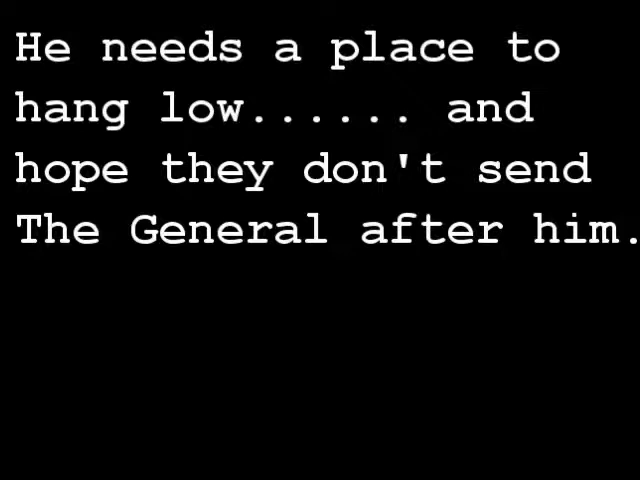 He needs a place to
hang low...... and
hope they don't send
The General after him.